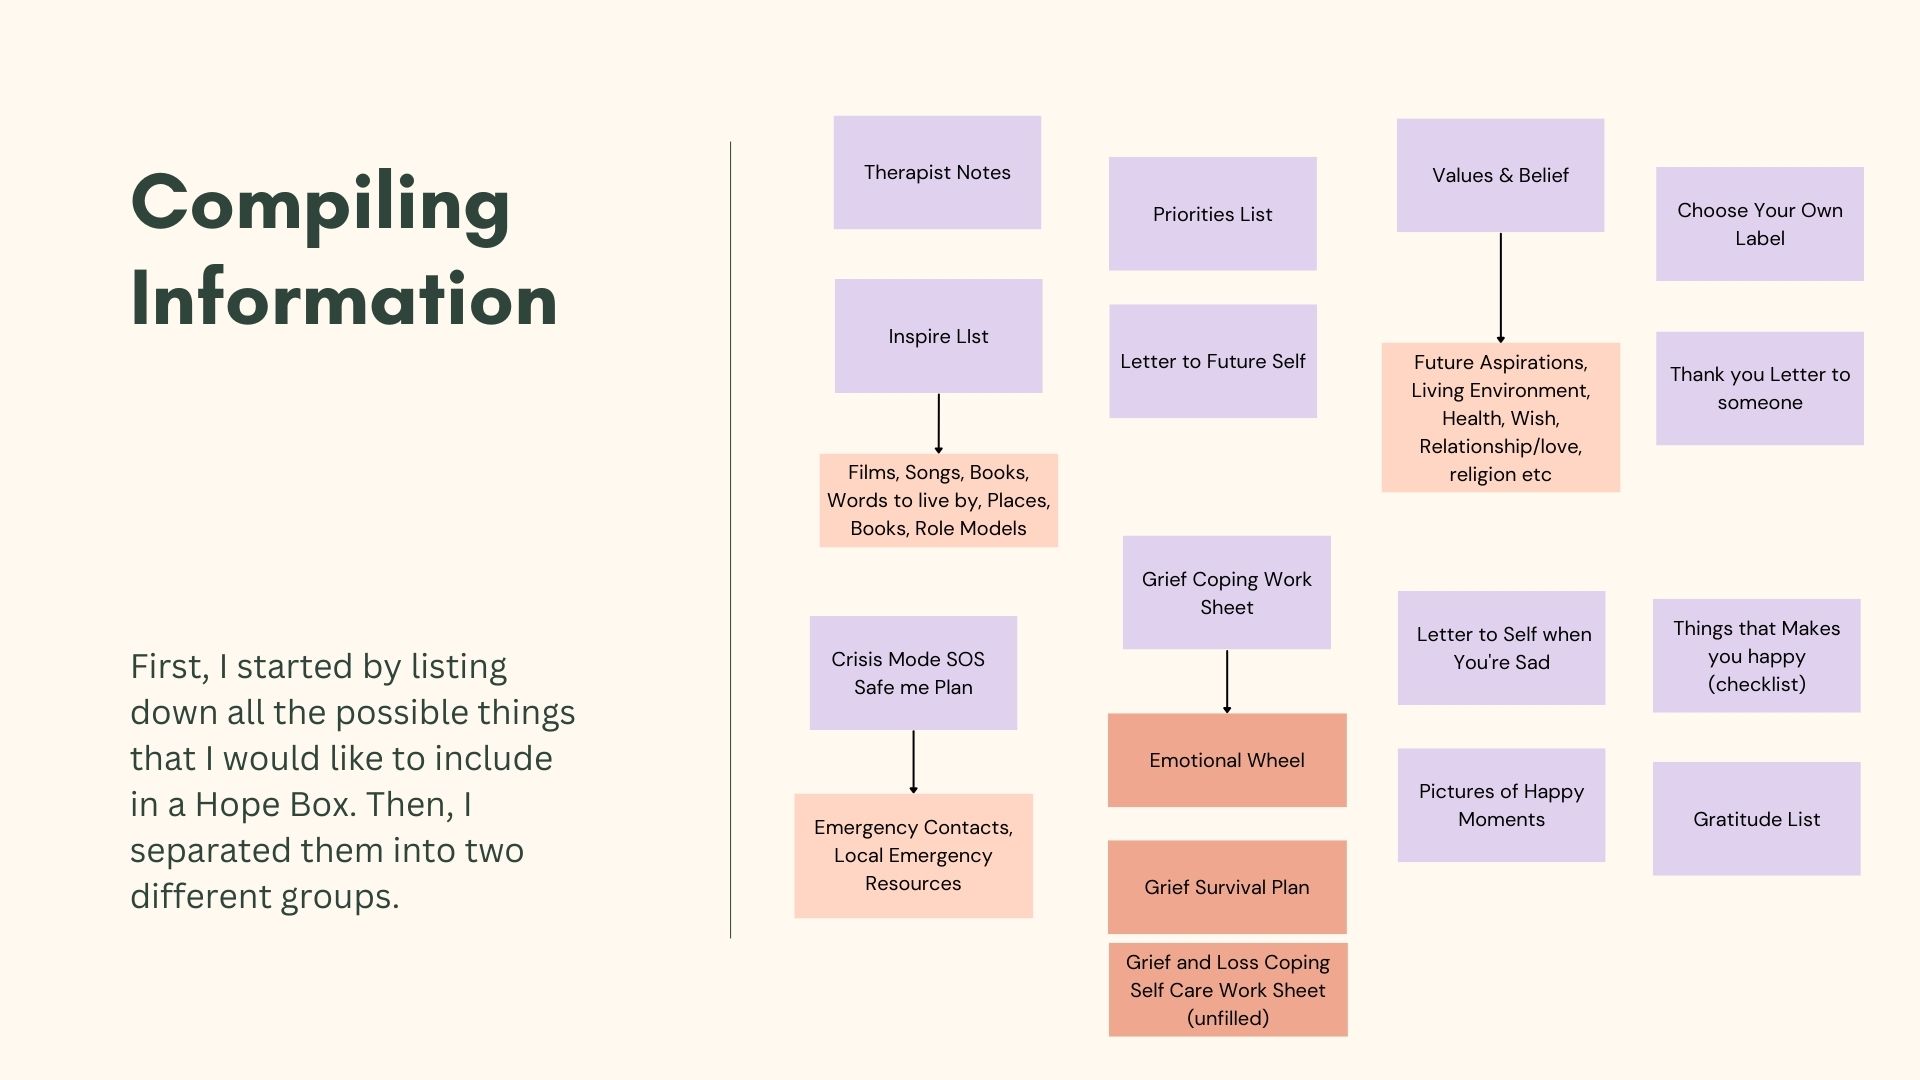 Compiling
Information
First, I started by listing
down all the possible things
that I would like to include
in a Hope Box. Then, I
separated them into two
different groups.
Therapist Notes
Inspire LIst
Films, Songs, Books,
Words to live by, Places,
Books, Role Models
Crisis Mode SOS
Safe me Plan
Emergency Contacts,
Local Emergency
Resources
Priorities List
Letter to Future Self
Grief Coping Work
Sheet
Emotional Wheel
Grief Survival Plan
Grief and Loss Coping
Self Care Work Sheet
(unfilled)
Values & Belief
Future Aspirations,
Living Environment,
Health, Wish,
Relationship/love,
religion etc
Letter to Self when
You're Sad
Pictures of Happy
Moments
Choose Your Own
Label
Thank you Letter to
someone
Things that Makes
you happy
(checklist)
Gratitude List